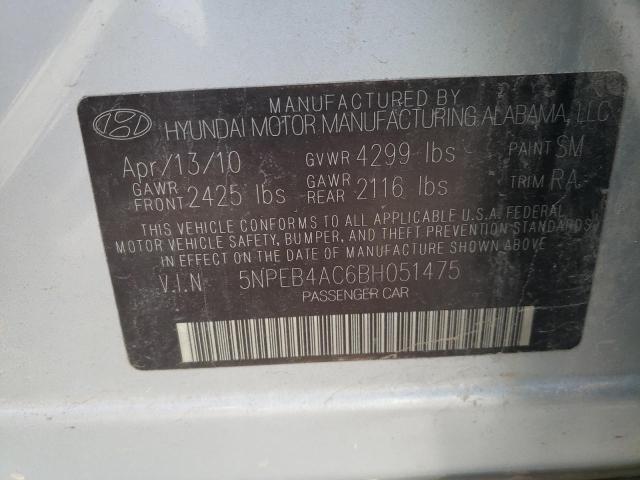 MANUFACTURED BY
HYUNDAI MOTOR MANUFACTURING ALABAMA, LLC
Apr/13/10 GVWR 4299 lbs PAINT SM
GAWR FRONT 2425 lbs GAWR REAR 2116 lbs TRIM RA
THIS VEHICLE CONFORMS TO ALL APPLICABLE U.S.A. FEDERAL
MOTOR VEHICLE SAFETY, BUMPER, AND THEFT PREVENTION STANDARDS
IN EFFECT ON THE DATE OF MANUFACTURE SHOWN ABOVE.
V.I.N 5NPEB4AC6BH051475
PASSENGER CAR